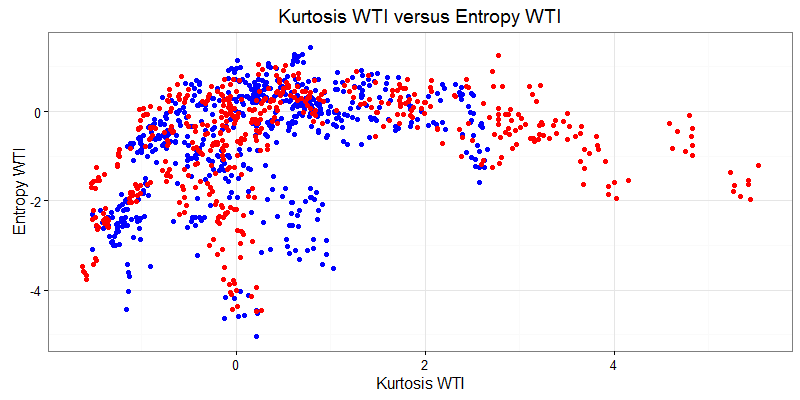 Kurtosis WTI versus Entropy WTI
Entropy WTI
0
-2
-4
0 2 4
Kurtosis WTI